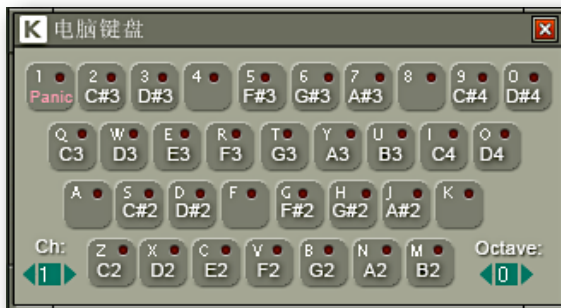 K 电脑键盘
1 2 3 4 5 6 7 8 9 0
Panic C#3 D#3 F#3 G#3 A#3 C#4 D#4
Q W E R T Y U I O
C3 D3 E3 F3 G3 A3 B3 C4 D4
A S D F G H J K
C#2 D#2 F#2 G#2 A#2
Ch: Z X C V B N M Octave:
1 C2 D2 E2 F2 G2 A2 B2 0